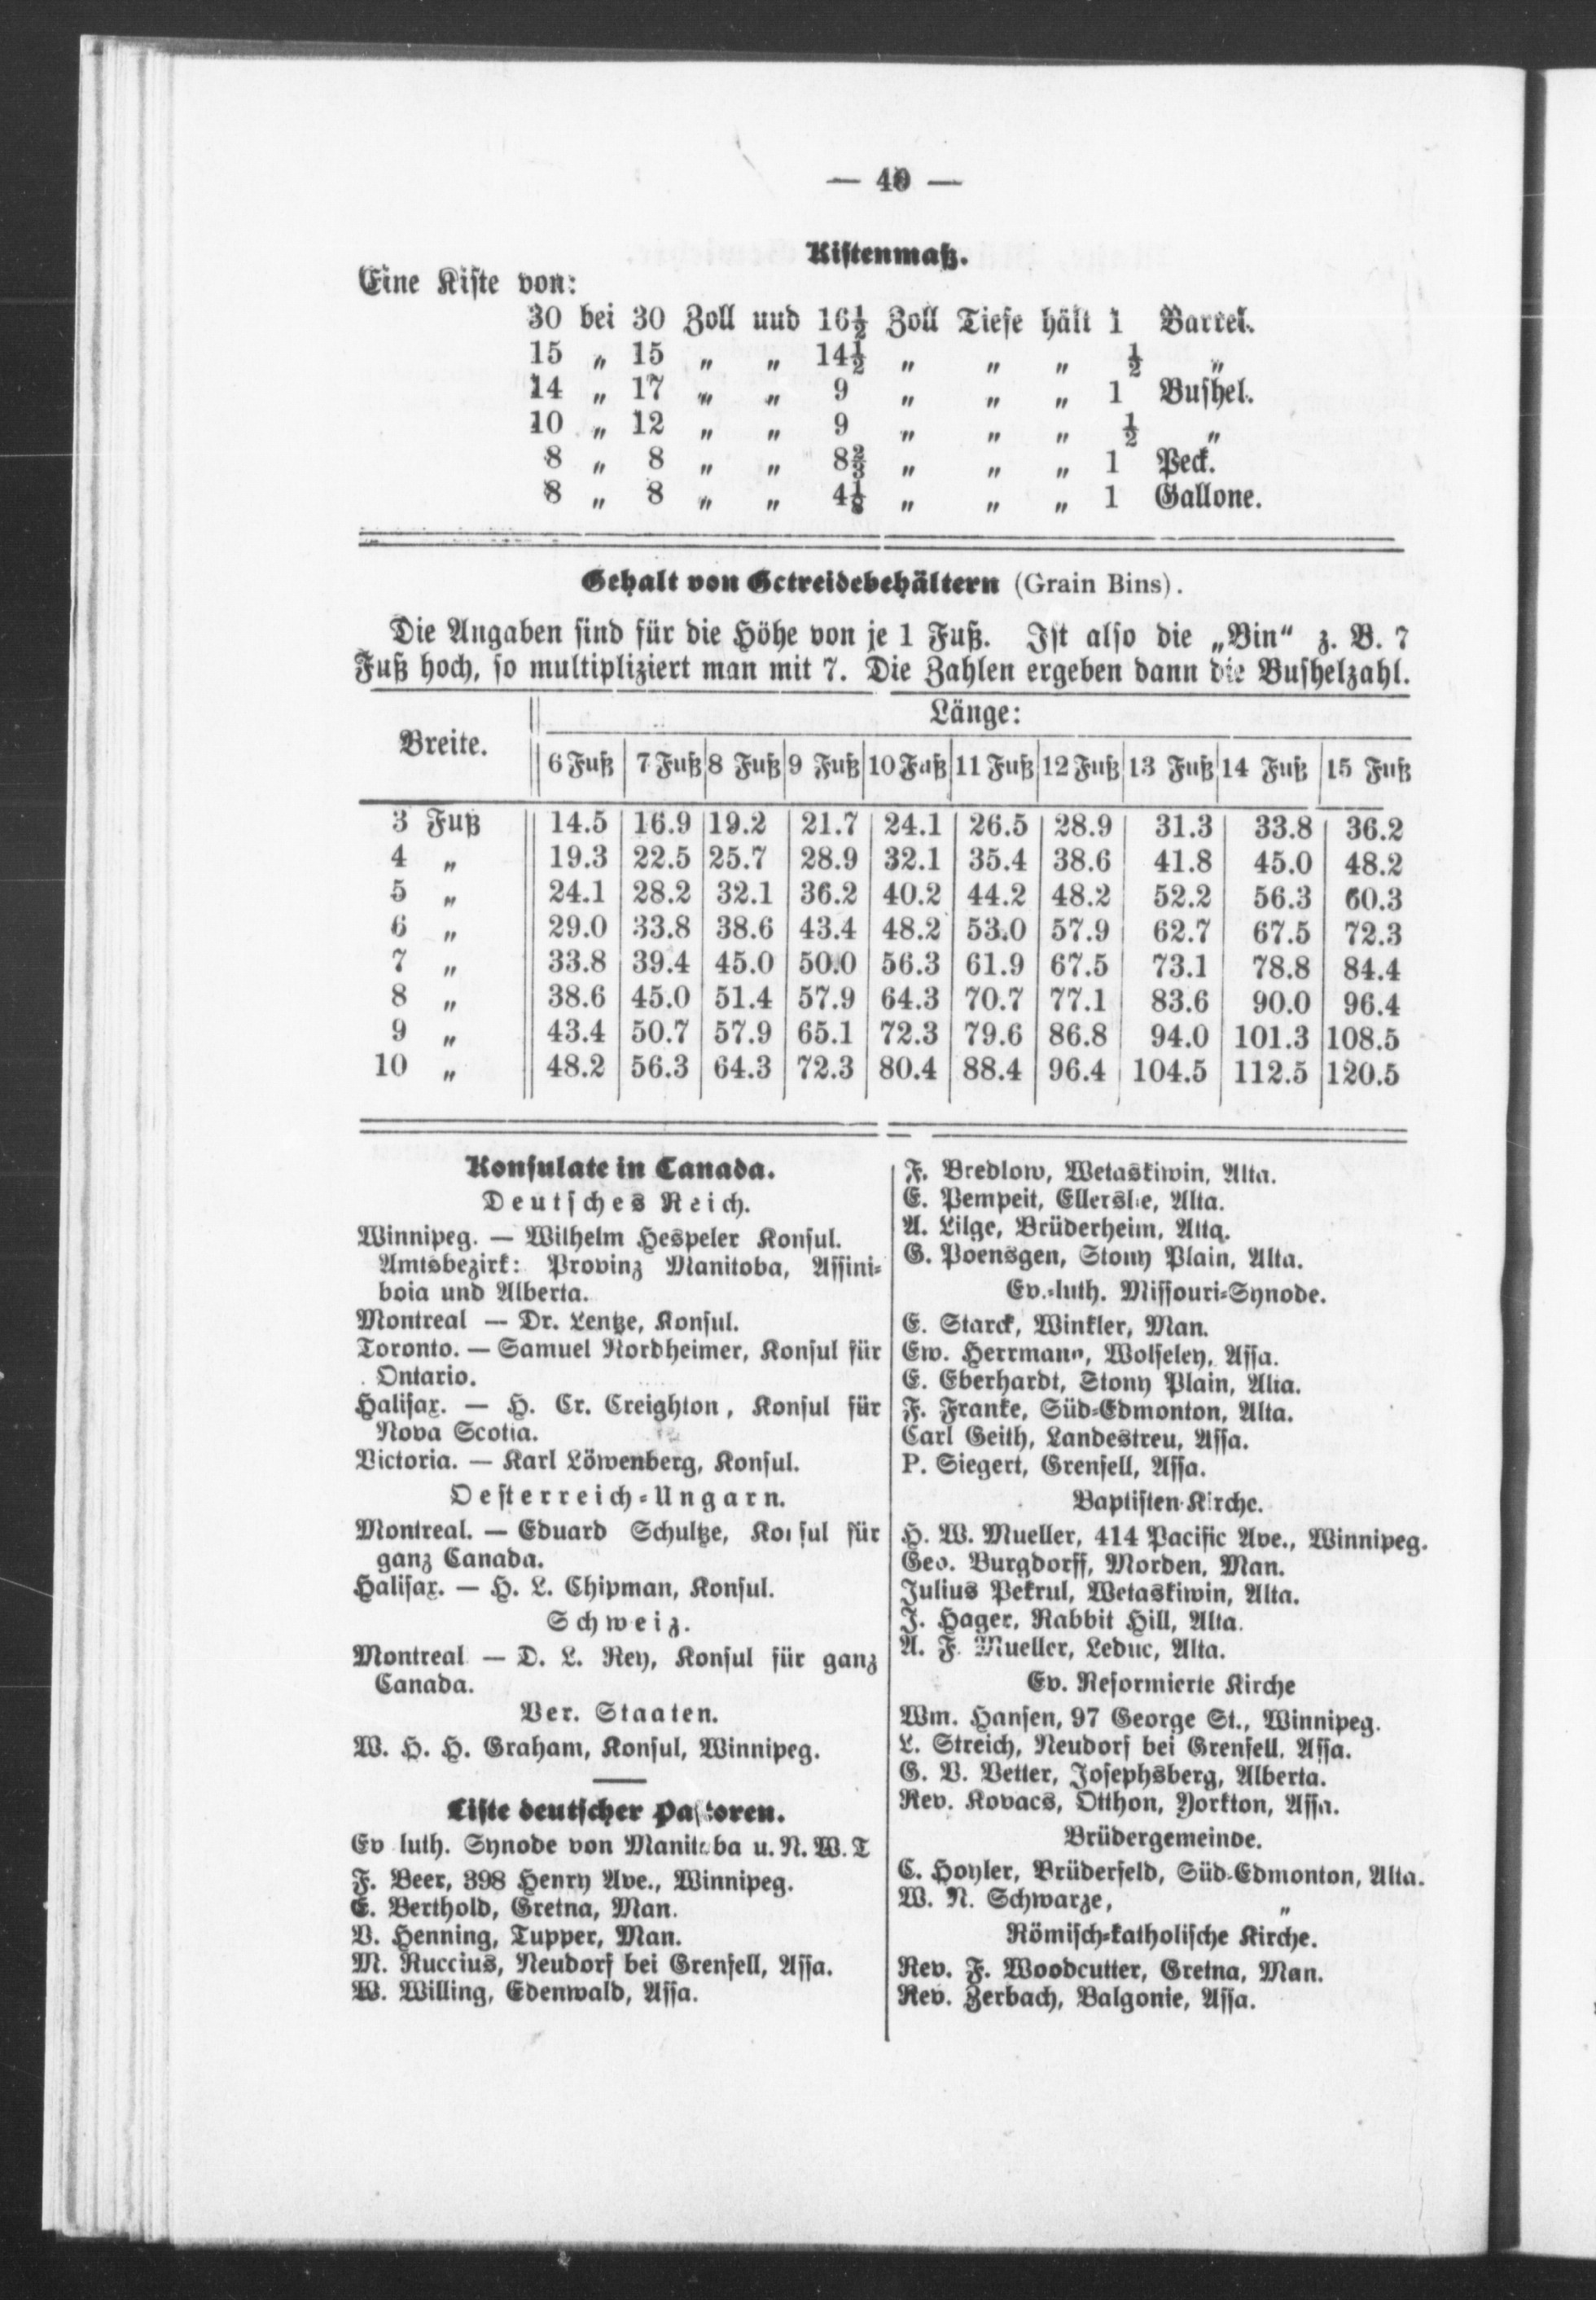 — 40 —
Kistenmaß.
Eine Kiste von:
30 bei 30 Zoll uud 16½ Zoll Tiefe hält 1 Barrel.
15 „ 15 „ „ 14½ „ „ „ ½ „
14 „ 17 „ „ 9 „ „ „ 1 Bushel.
10 „ 12 „ „ 9 „ „ „ ½ „
8 „ 8 „ „ 8⅔ „ „ „ 1 Peck.
8 „ 8 „ „ 4⅛ „ „ „ 1 Gallone.
Gehalt von Getreidebehältern (Grain Bins).
Die Angaben sind für die Höhe von je 1 Fuß. Ist also die „Bin“ z. B. 7
Fuß hoch, so multipliziert man mit 7. Die Zahlen ergeben dann die Bushelzahl.
Breite. Länge:
6 Fuß 7 Fuß 8 Fuß 9 Fuß 10 Fuß 11 Fuß 12 Fuß 13 Fuß 14 Fuß 15 Fuß
3 Fuß 14.5 16.9 19.2 21.7 24.1 26.5 28.9 31.3 33.8 36.2
4 „ 19.3 22.5 25.7 28.9 32.1 35.4 38.6 41.8 45.0 48.2
5 „ 24.1 28.2 32.1 36.2 40.2 44.2 48.2 52.2 56.3 60.3
6 „ 29.0 33.8 38.6 43.4 48.2 53.0 57.9 62.7 67.5 72.3
7 „ 33.8 39.4 45.0 50.0 56.3 61.9 67.5 73.1 78.8 84.4
8 „ 38.6 45.0 51.4 57.9 64.3 70.7 77.1 83.6 90.0 96.4
9 „ 43.4 50.7 57.9 65.1 72.3 79.6 86.8 94.0 101.3 108.5
10 „ 48.2 56.3 64.3 72.3 80.4 88.4 96.4 104.5 112.5 120.5
Konsulate in Canada.
Deutsches Reich.
Winnipeg. — Wilhelm Hespeler Konsul.
Amtsbezirk: Provinz Manitoba, Assini-
boia und Alberta.
Montreal — Dr. Lentze, Konsul.
Toronto. — Samuel Nordheimer, Konsul für
Ontario.
Halifax. — H. Cr. Creighton, Konsul für
Nova Scotia.
Victoria. — Karl Löwenberg, Konsul.
Oesterreich-Ungarn.
Montreal. — Eduard Schultze, Konsul für
ganz Canada.
Halifax. — H. L. Chipman, Konsul.
Schweiz.
Montreal — D. L. Rey, Konsul für ganz
Canada.
Ver. Staaten.
W. H. H. Graham, Konsul, Winnipeg.
Liste deutscher Pastoren.
Ev luth. Synode von Manitoba u. N. W. T
F. Beer, 398 Henry Ave., Winnipeg.
E. Berthold, Gretna, Man.
V. Henning, Tupper, Man.
M. Ruccius, Neudorf bei Grenfell, Assa.
W. Willing, Edenwald, Assa.
F. Bredlow, Wetaskiwin, Alta.
E. Pempeit, Ellerslie, Alta.
A. Lilge, Brüderheim, Alta.
G. Poensgen, Stony Plain, Alta.
Ev.-luth. Missouri-Synode.
E. Starck, Winkler, Man.
Ew. Herrmann, Wolseley, Assa.
E. Eberhardt, Stony Plain, Alta.
F. Franke, Süd-Edmonton, Alta.
Carl Geith, Landestreu, Assa.
P. Siegert, Grenfell, Assa.
Baptisten-Kirche.
H. W. Mueller, 414 Pacific Ave., Winnipeg.
Geo. Burgdorff, Morden, Man.
Julius Pekrul, Wetaskiwin, Alta.
J. Hager, Rabbit Hill, Alta.
A. F. Mueller, Leduc, Alta.
Ev. Reformierte Kirche
Wm. Hansen, 97 George St., Winnipeg.
L. Streich, Neudorf bei Grenfell, Assa.
G. V. Vetter, Josephsberg, Alberta.
Rev. Kovacs, Otthon, Yorkton, Assa.
Brüdergemeinde.
C. Hoyler, Brüderfeld, Süd-Edmonton, Alta.
W. N. Schwarze, „
Römisch-katholische Kirche.
Rev. F. Woodcutter, Gretna, Man.
Rev. Zerbach, Balgonie, Assa.